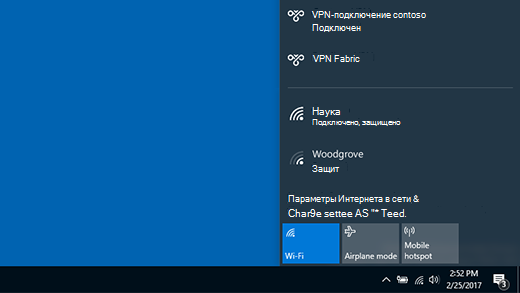 VPN-подключение contoso
Подключен
VPN Fabric
Наука
Подключено, защищено
Woodgrove
Защит
Параметры Интернета в сети &
Char9e settee AS "* Teed.
Wi-Fi
Airplane mode
Mobile
hotspot
2:52 PM
2/25/2017
3